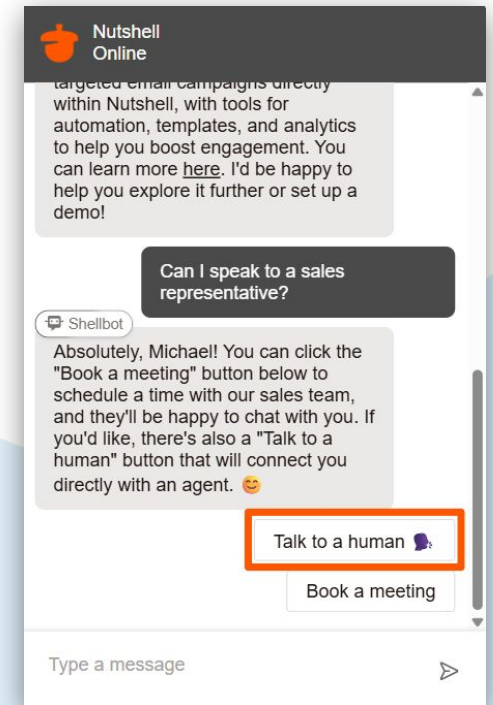 Nutshell
Online
targeted email campaigns directly
within Nutshell, with tools for
automation, templates, and analytics
to help you boost engagement. You
can learn more here. I'd be happy to
help you explore it further or set up a
demo!
Can I speak to a sales
representative?
Shellbot
Absolutely, Michael! You can click the
"Book a meeting" button below to
schedule a time with our sales team,
and they'll be happy to chat with you. If
you'd like, there's also a "Talk to a
human" button that will connect you
directly with an agent. 😊
Talk to a human 🗣
Book a meeting
Type a message